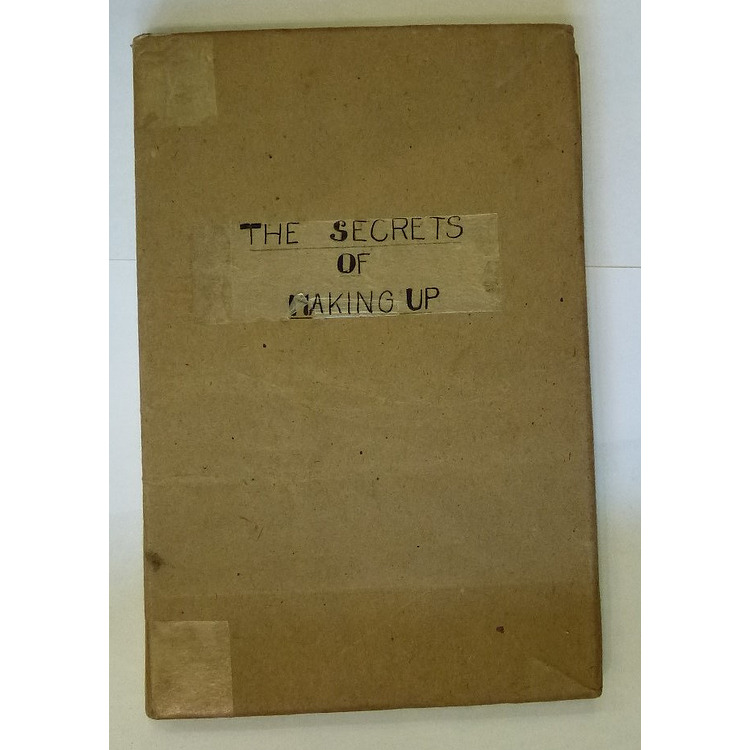 THE SECRETS
OF
MAKING UP